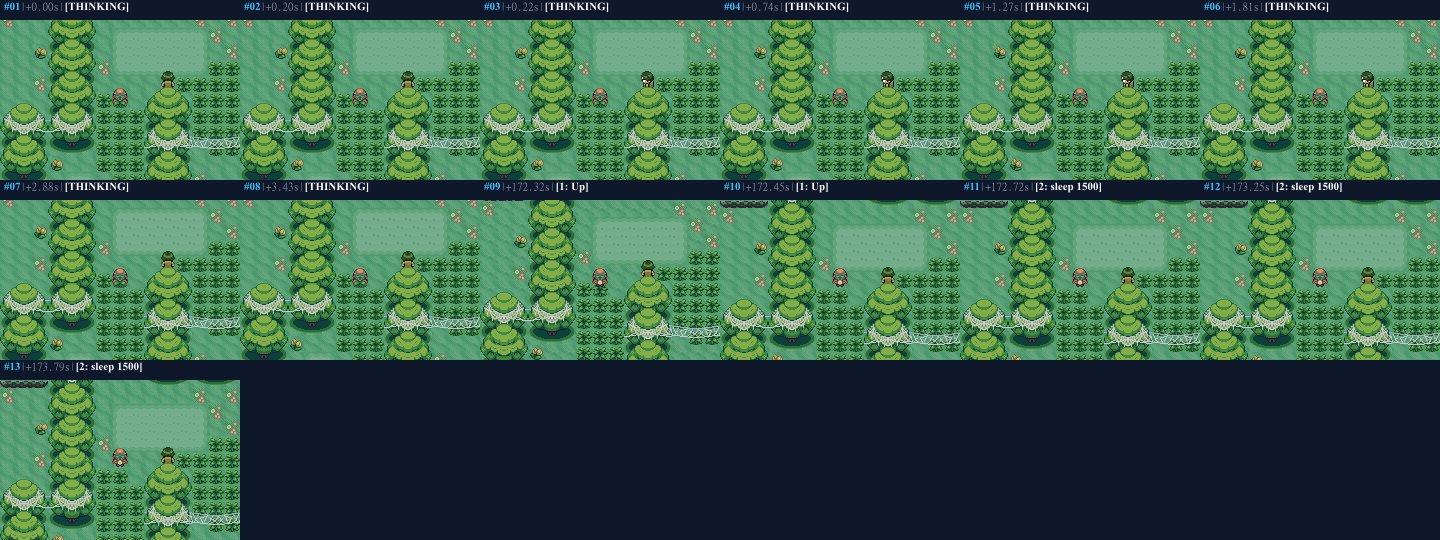 #01|+0.00s|[THINKING]
#02|+0.20s|[THINKING]
#03|+0.22s|[THINKING]
#04|+0.74s|[THINKING]
#05|+1.27s|[THINKING]
#06|+1.81s|[THINKING]
#07|+2.88s|[THINKING]
#08|+3.43s|[THINKING]
#09|+172.32s|[1: Up]
#10|+172.45s|[1: Up]
#11|+172.72s|[2: sleep 1500]
#12|+173.25s|[2: sleep 1500]
#13|+173.79s|[2: sleep 1500]